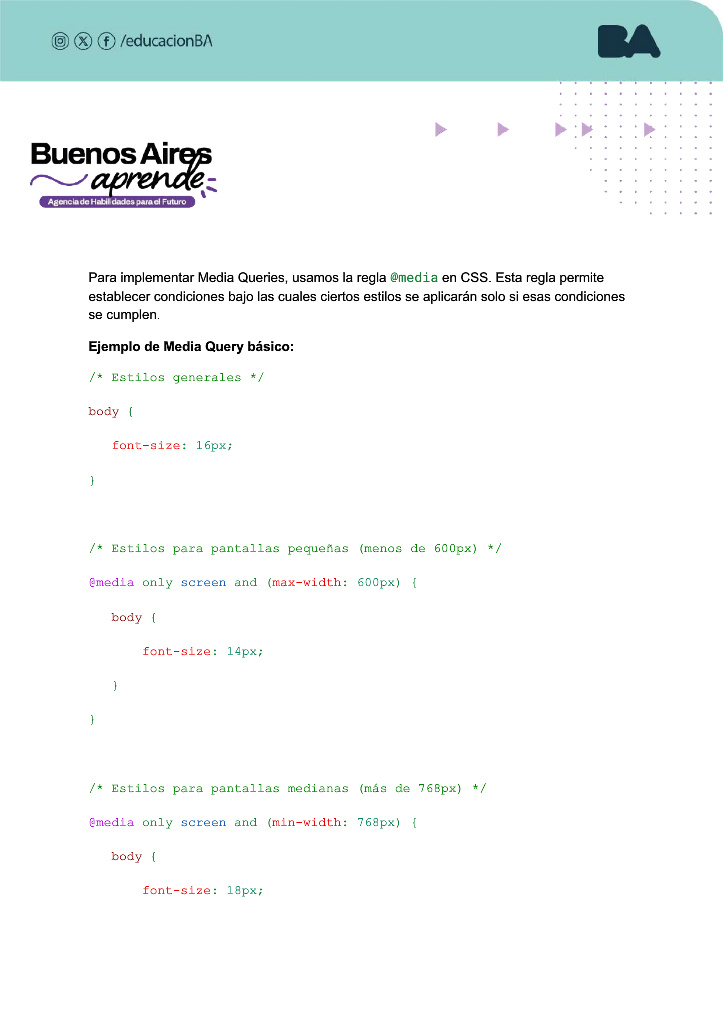 /educacionBA
BA
Buenos Aires
aprende
Agencia de Habilidades para el Futuro
Para implementar Media Queries, usamos la regla @media en CSS. Esta regla permite
establecer condiciones bajo las cuales ciertos estilos se aplicarán solo si esas condiciones
se cumplen.
Ejemplo de Media Query básico:
/* Estilos generales */
body {
font-size: 16px;
}
/* Estilos para pantallas pequeñas (menos de 600px) */
@media only screen and (max-width: 600px) {
body {
font-size: 14px;
}
}
/* Estilos para pantallas medianas (más de 768px) */
@media only screen and (min-width: 768px) {
body {
font-size: 18px;